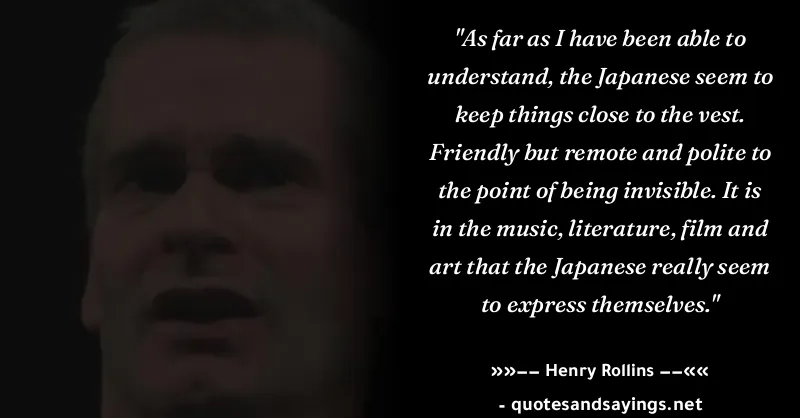 "As far as I have been able to
understand, the Japanese seem to
keep things close to the vest.
Friendly but remote and polite to
the point of being invisible. It is
in the music, literature, film and
art that the Japanese really seem
to express themselves."
»»–– Henry Rollins ––««
- quotesandsayings.net